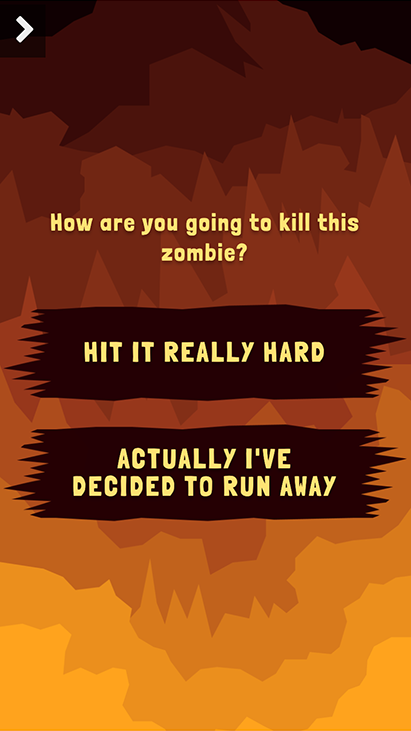 How are you going to kill this
zombie?
HIT IT REALLY HARD
ACTUALLY I'VE
DECIDED TO RUN AWAY